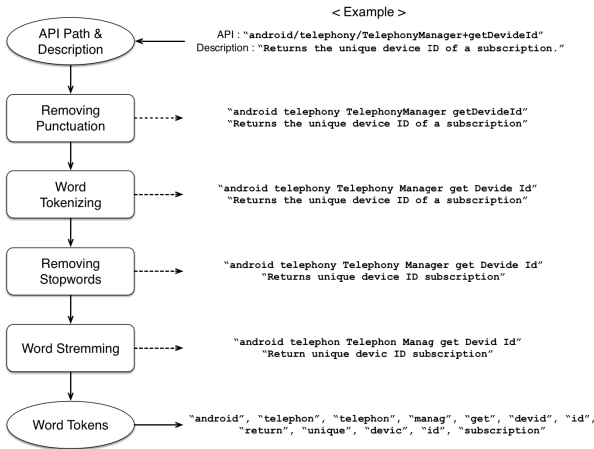 < Example >
API Path &
Description
API : "android/telephony/TelephonyManager+getDevideId"
Description : "Returns the unique device ID of a subscription."
Removing
Punctuation
"android telephony TelephonyManager getDevideId"
"Returns the unique device ID of a subscription"
Word
Tokenizing
"android telephony Telephony Manager get Devide Id"
"Returns the unique device ID of a subscription"
Removing
Stopwords
"android telephony Telephony Manager get Devide Id"
"Returns unique device ID subscription"
Word Stremming
"android telephon Telephon Manag get Devid Id"
"Return unique devic ID subscription"
Word Tokens
"android", "telephon", "telephon", "manag", "get", "devid", "id",
"return", "unique", "devic", "id", "subscription"